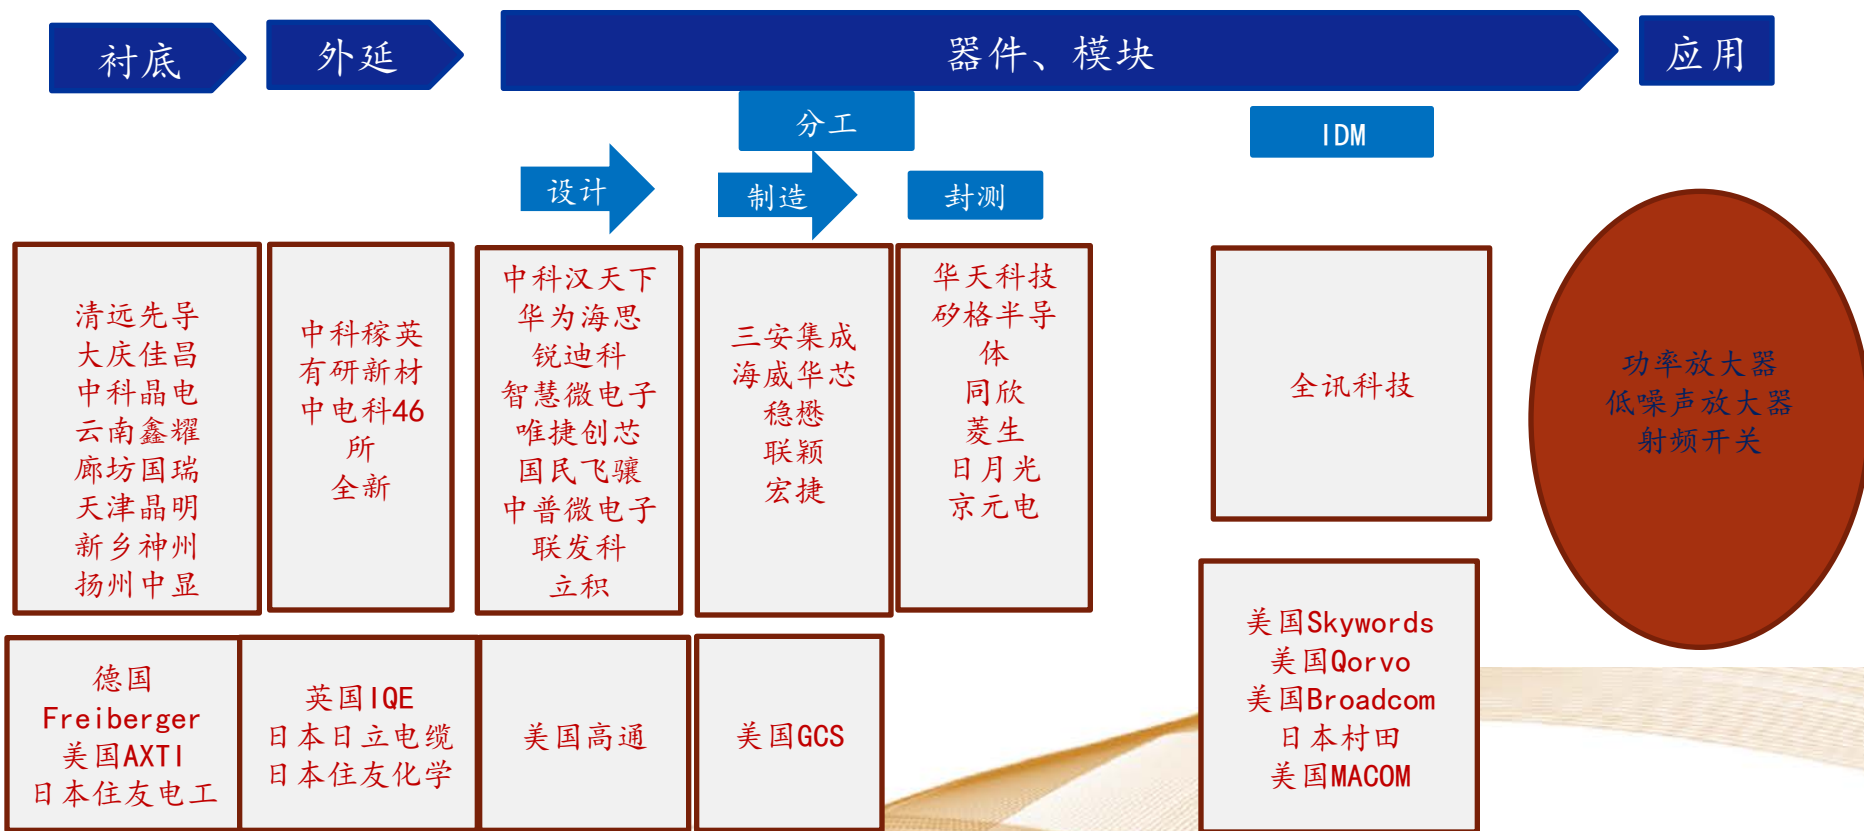 衬底
外延
器件、模块
应用
分工
IDM
设计
制造
封测
清远先导
大庆佳昌
中科晶电
云南鑫耀
廊坊国瑞
天津晶明
新乡神州
扬州中显
中科稼英
有研新材
中电科46
所
全新
中科汉天下
华为海思
锐迪科
智慧微电子
唯捷创芯
国民飞骧
中普微电子
联发科
立积
三安集成
海威华芯
稳懋
联颖
宏捷
华天科技
矽格半导
体
同欣
菱生
日月光
京元电
全讯科技
功率放大器
低噪声放大器
射频开关
德国
Freiberger
美国AXTI
日本住友电工
英国IQE
日本日立电缆
日本住友化学
美国高通
美国GCS
美国Skywords
美国Qorvo
美国Broadcom
日本村田
美国MACOM